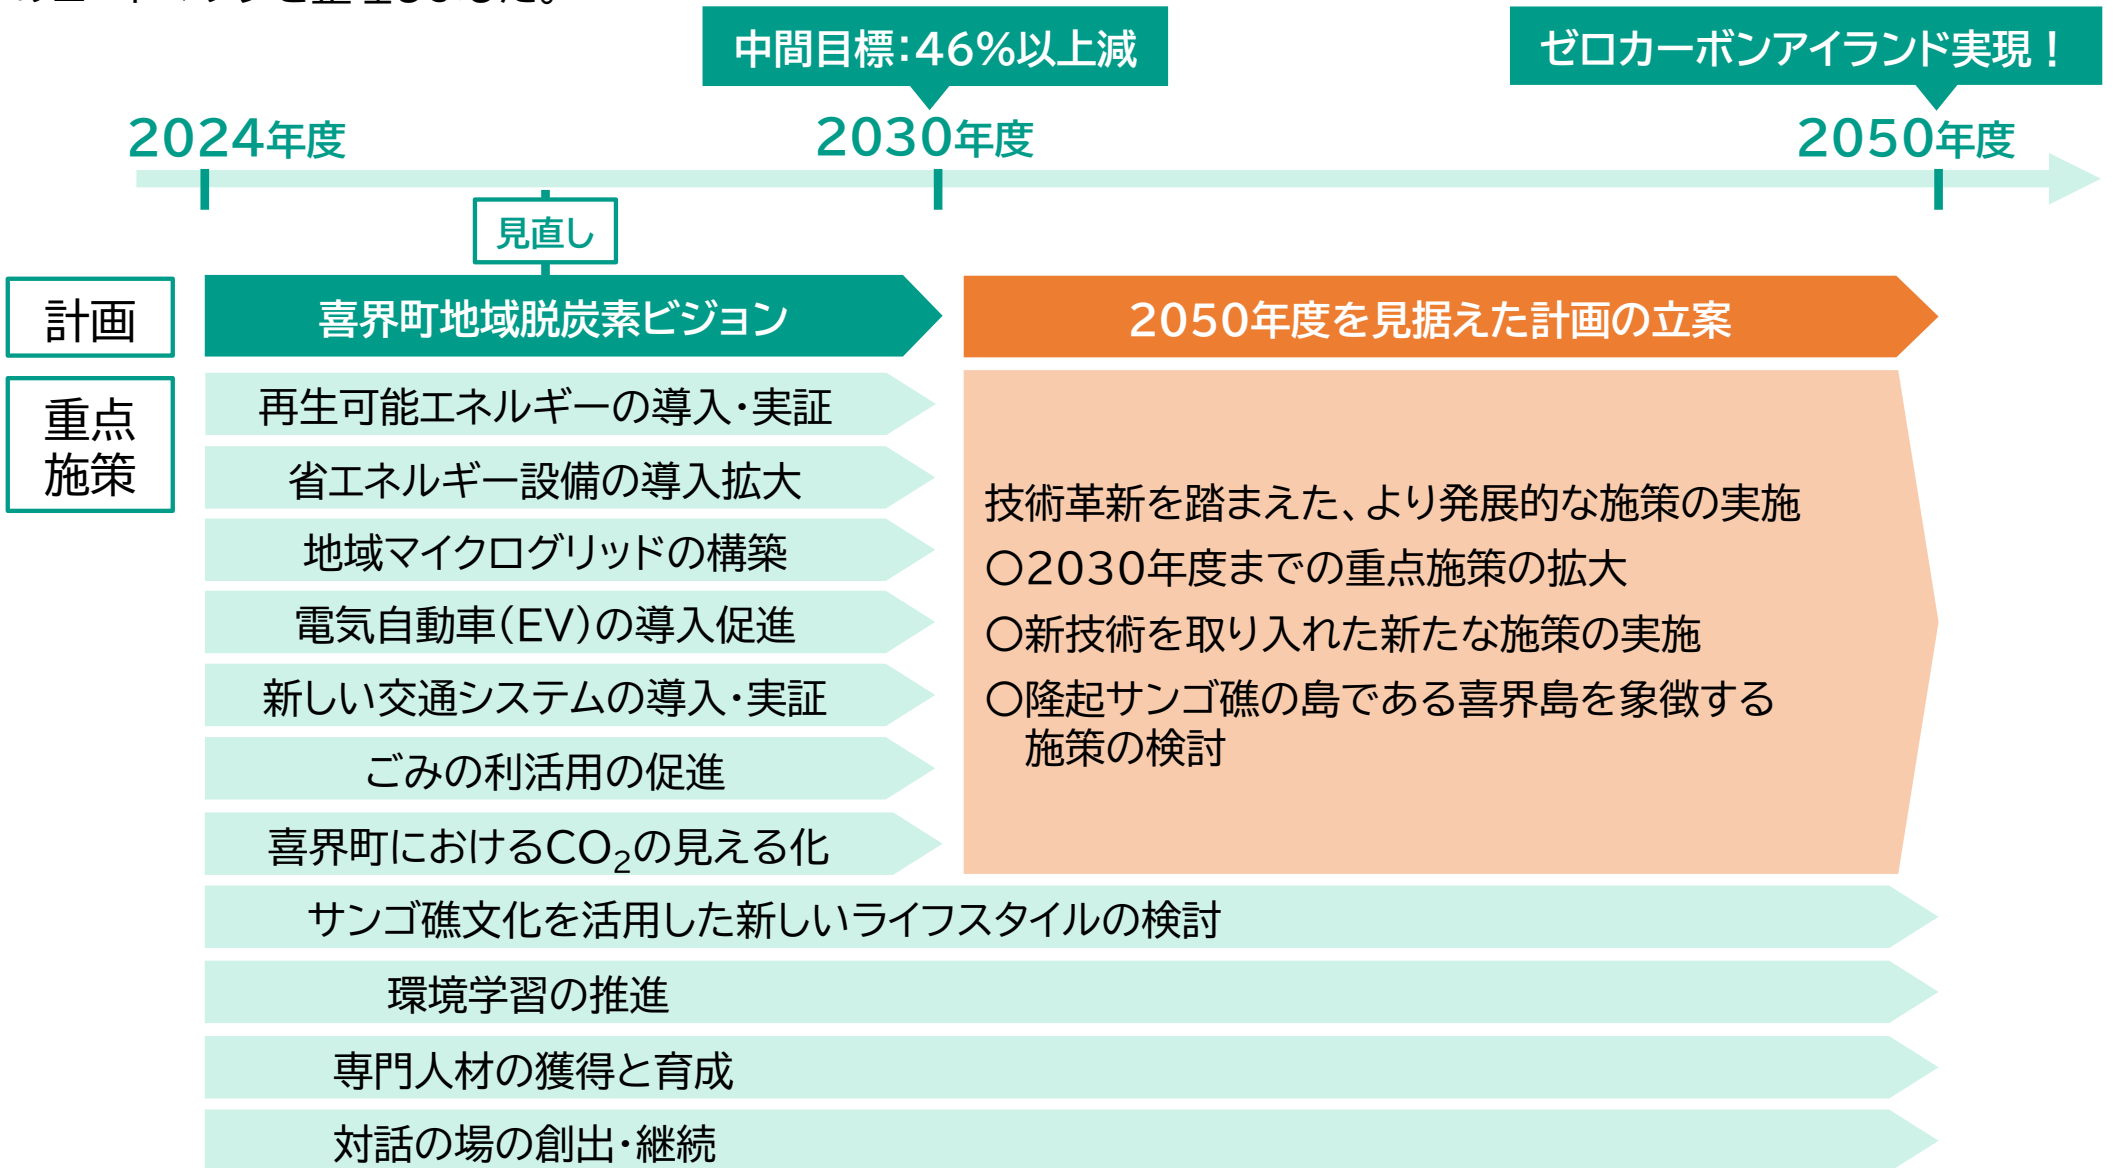 中間目標：46%以上減
ゼロカーボンアイランド実現！
2024年度
2030年度
2050年度
見直し
計画
喜界町地域脱炭素ビジョン
2050年度を見据えた計画の立案
重点
施策
再生可能エネルギーの導入・実証
省エネルギー設備の導入拡大
地域マイクログリッドの構築
電気自動車（EV）の導入促進
新しい交通システムの導入・実証
ごみの利活用の促進
喜界町におけるCO₂の見える化
技術革新を踏まえた、より発展的な施策の実施
〇2030年度までの重点施策の拡大
〇新技術を取り入れた新たな施策の実施
〇隆起サンゴ礁の島である喜界島を象徴する
施策の検討
サンゴ礁文化を活用した新しいライフスタイルの検討
環境学習の推進
専門人材の獲得と育成
対話の場の創出・継続